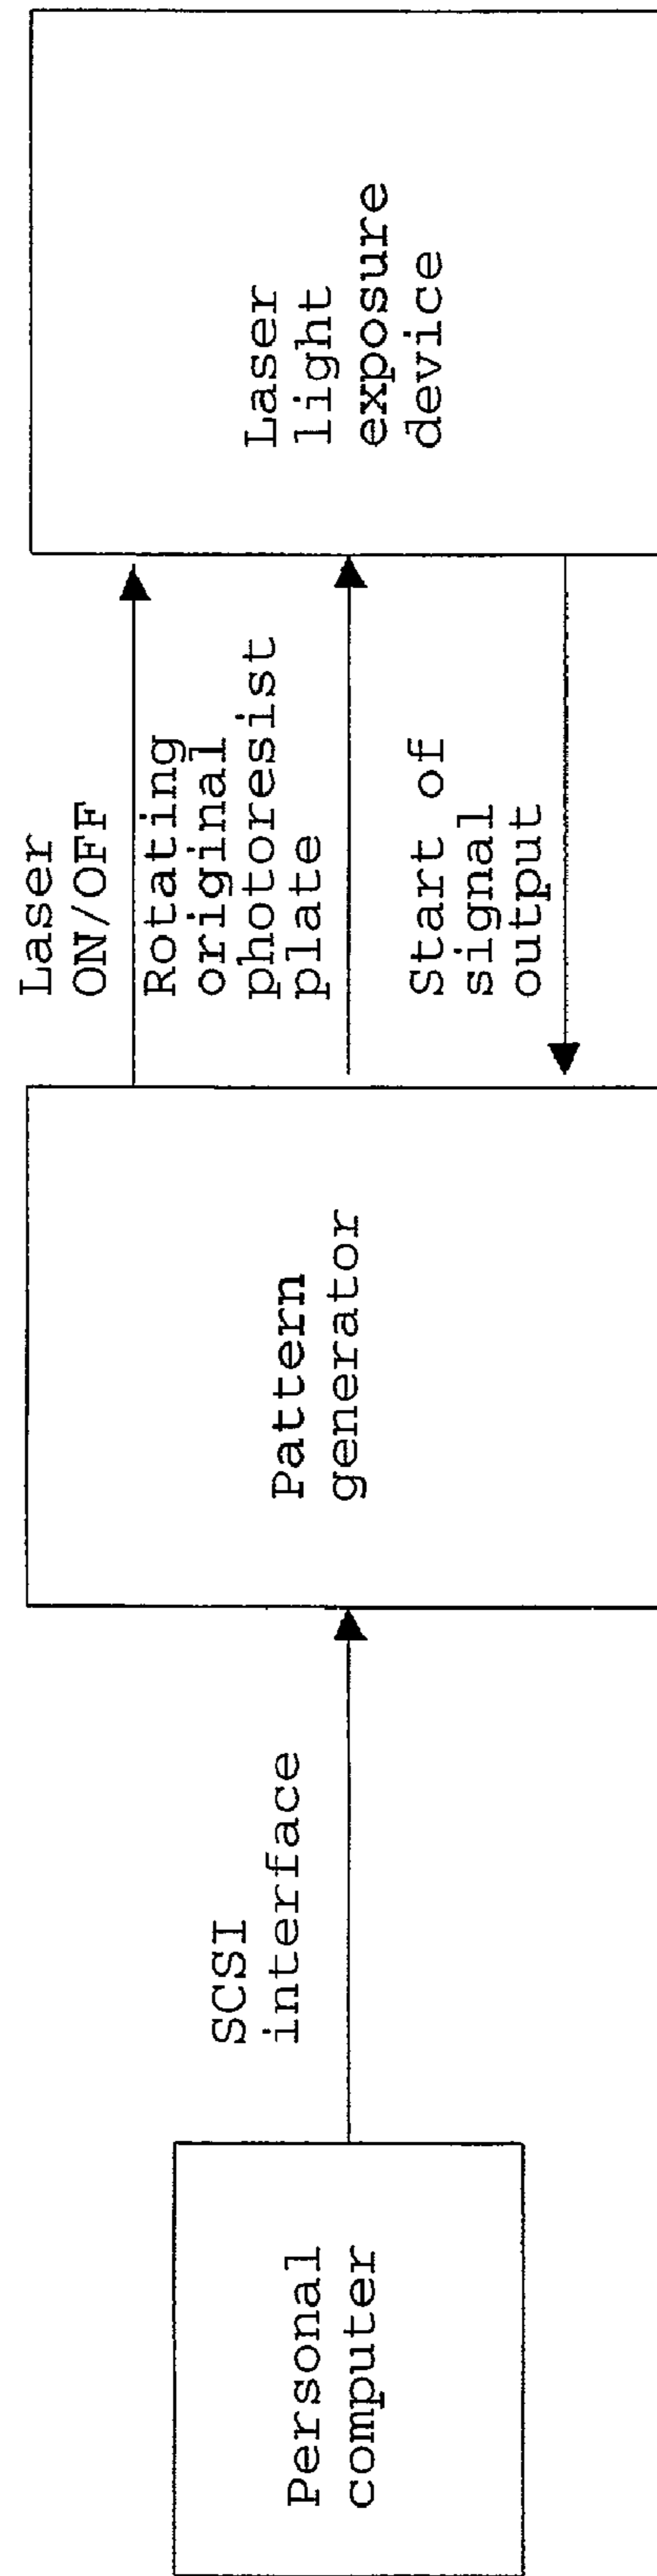 Personal
computer
SCSI
interface
Pattern
generator
Laser
ON/OFF
Rotating
original
photoresist
plate
Start of
signal
output
Laser
light
exposure
device